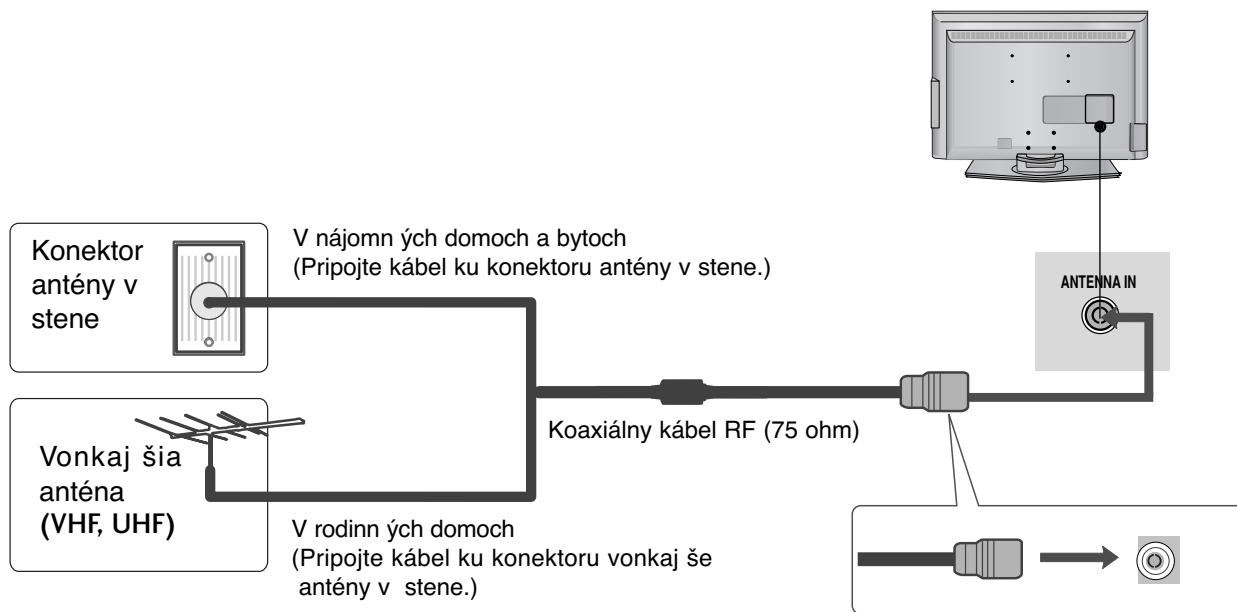 ANTENNA IN
Konektor
antény v
stene
V nájomn ých domoch a bytoch
(Pripojte kábel ku konektoru antény v stene.)
Koaxiálny kábel RF (75 ohm)
Vonkaj šia
anténa
(VHF, UHF)
V rodinn ých domoch
(Pripojte kábel ku konektoru vonkaj še
antény v stene.)